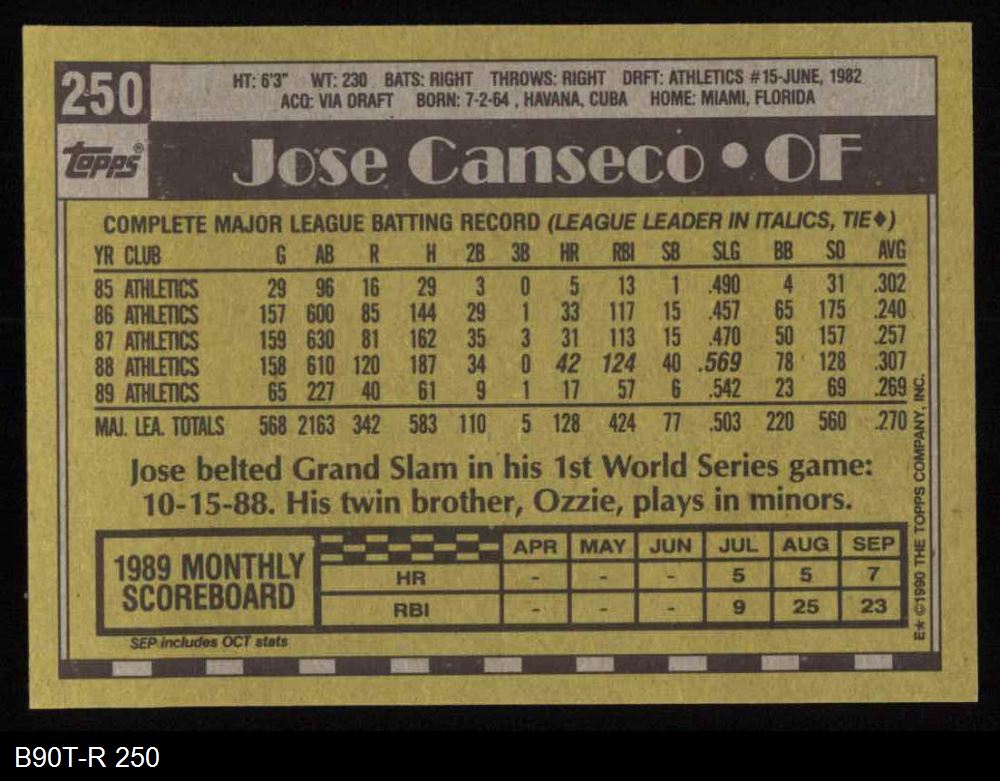 250
HT: 6'3" WT: 230 BATS: RIGHT THROWS: RIGHT DRFT: ATHLETICS #15-JUNE, 1982
ACQ: VIA DRAFT BORN: 7-2-64 , HAVANA, CUBA HOME: MIAMI, FLORIDA
Topps®
Jose Canseco • OF
COMPLETE MAJOR LEAGUE BATTING RECORD (LEAGUE LEADER IN ITALICS, TIE◆)
YR CLUB G AB R H 2B 3B HR RBI SB SLG BB SO AVG
85 ATHLETICS 29 96 16 29 3 0 5 13 1 .490 4 31 .302
86 ATHLETICS 157 600 85 144 29 1 33 117 15 .457 65 175 .240
87 ATHLETICS 159 630 81 162 35 3 31 113 15 .470 50 157 .257
88 ATHLETICS 158 610 120 187 34 0 42 124 40 .569 78 128 .307
89 ATHLETICS 65 227 40 61 9 1 17 57 6 .542 23 69 .269
MAJ. LEA. TOTALS 568 2163 342 583 110 5 128 424 77 .503 220 560 .270
Jose belted Grand Slam in his 1st World Series game:
10-15-88. His twin brother, Ozzie, plays in minors.
1989 MONTHLY
SCOREBOARD
APR MAY JUN JUL AUG SEP
HR - - - 5 5 7
RBI - - - 9 25 23
SEP includes OCT stats
E★ ©1990 THE TOPPS COMPANY, INC.
B90T-R 250